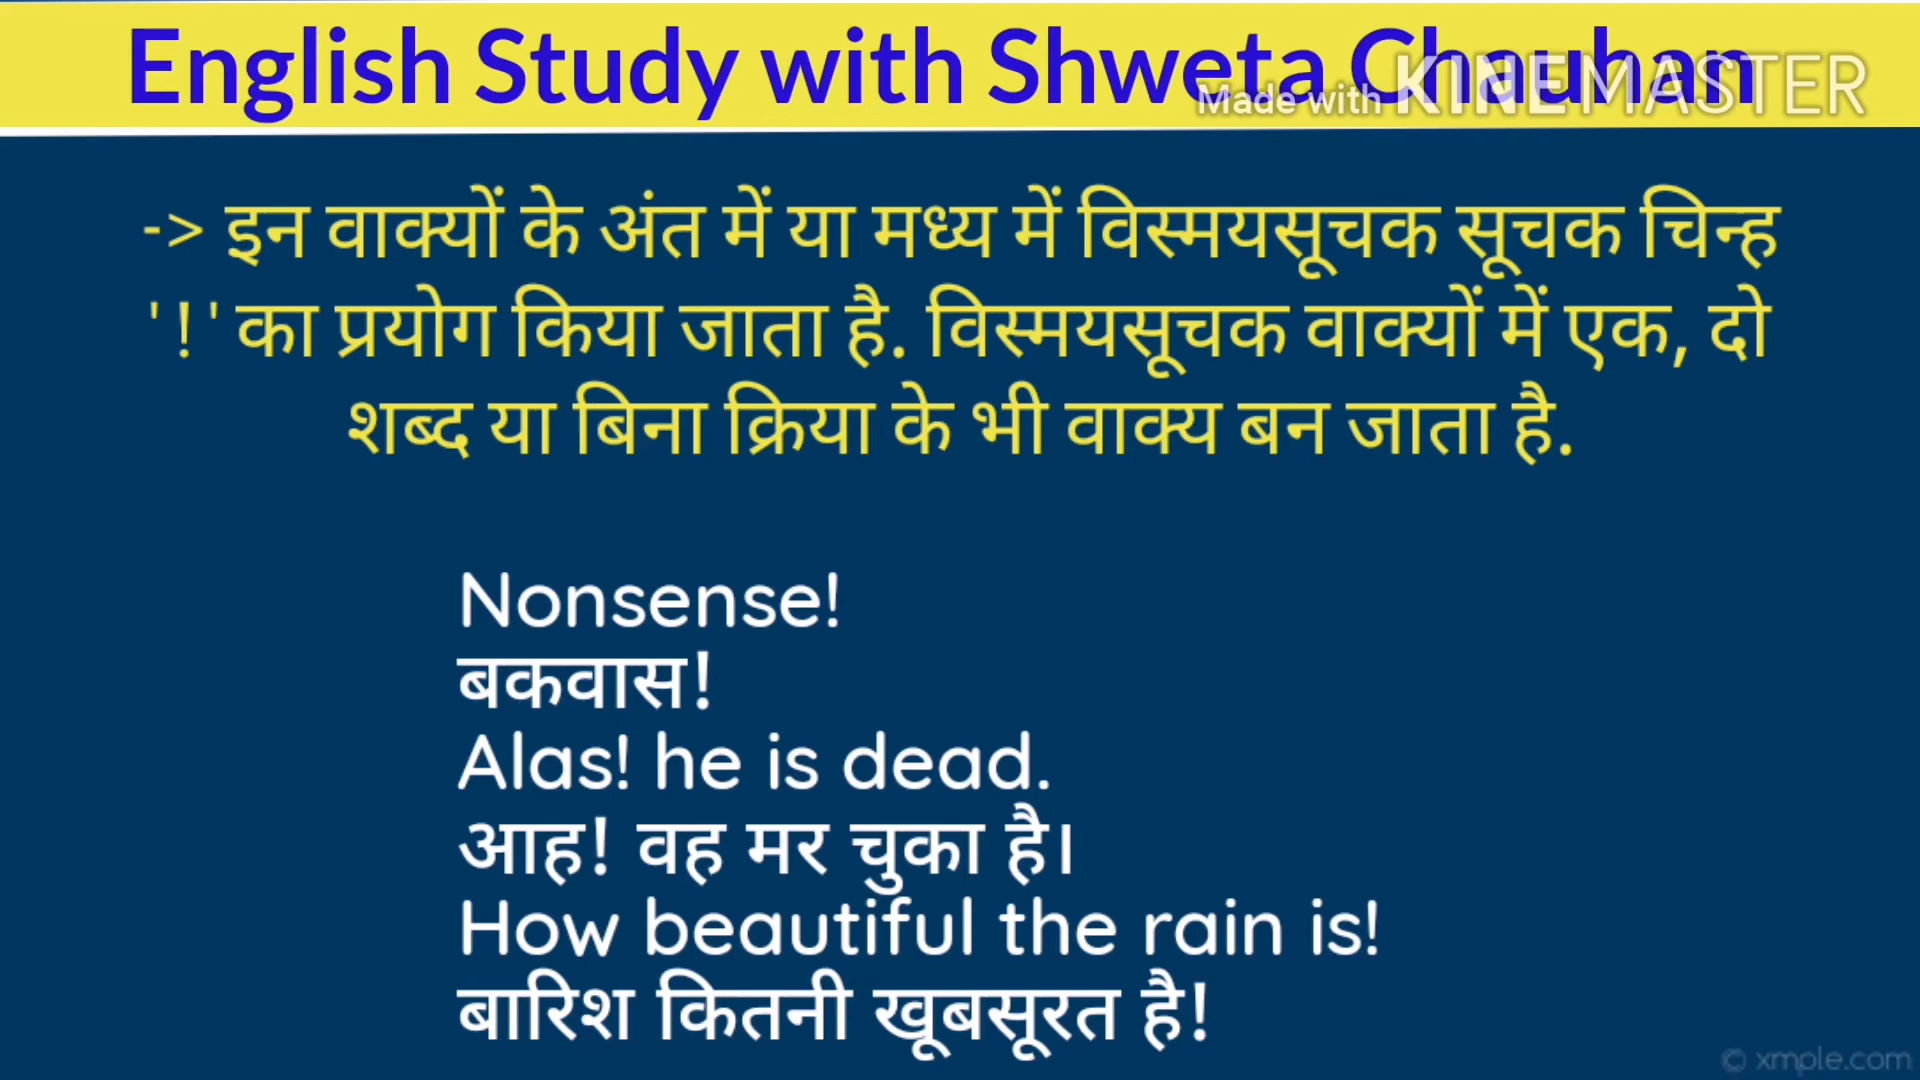 English Study with Shweta Chauhan
Made with KINEMASTER
-> इन वाक्यों के अंत में या मध्य में विस्मयसूचक सूचक चिन्ह
'!' का प्रयोग किया जाता है. विस्मयसूचक वाक्यों में एक, दो
शब्द या बिना क्रिया के भी वाक्य बन जाता है.
Nonsense!
बकवास!
Alas! he is dead.
आह! वह मर चुका है।
How beautiful the rain is!
बारिश कितनी खूबसूरत है!
© xmple.com